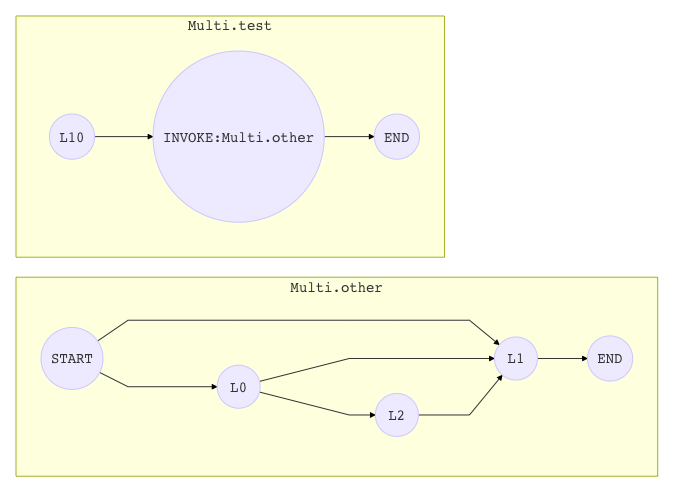 Multi.test
L10
INVOKE:Multi.other
END
Multi.other
START
L0
L2
L1
END